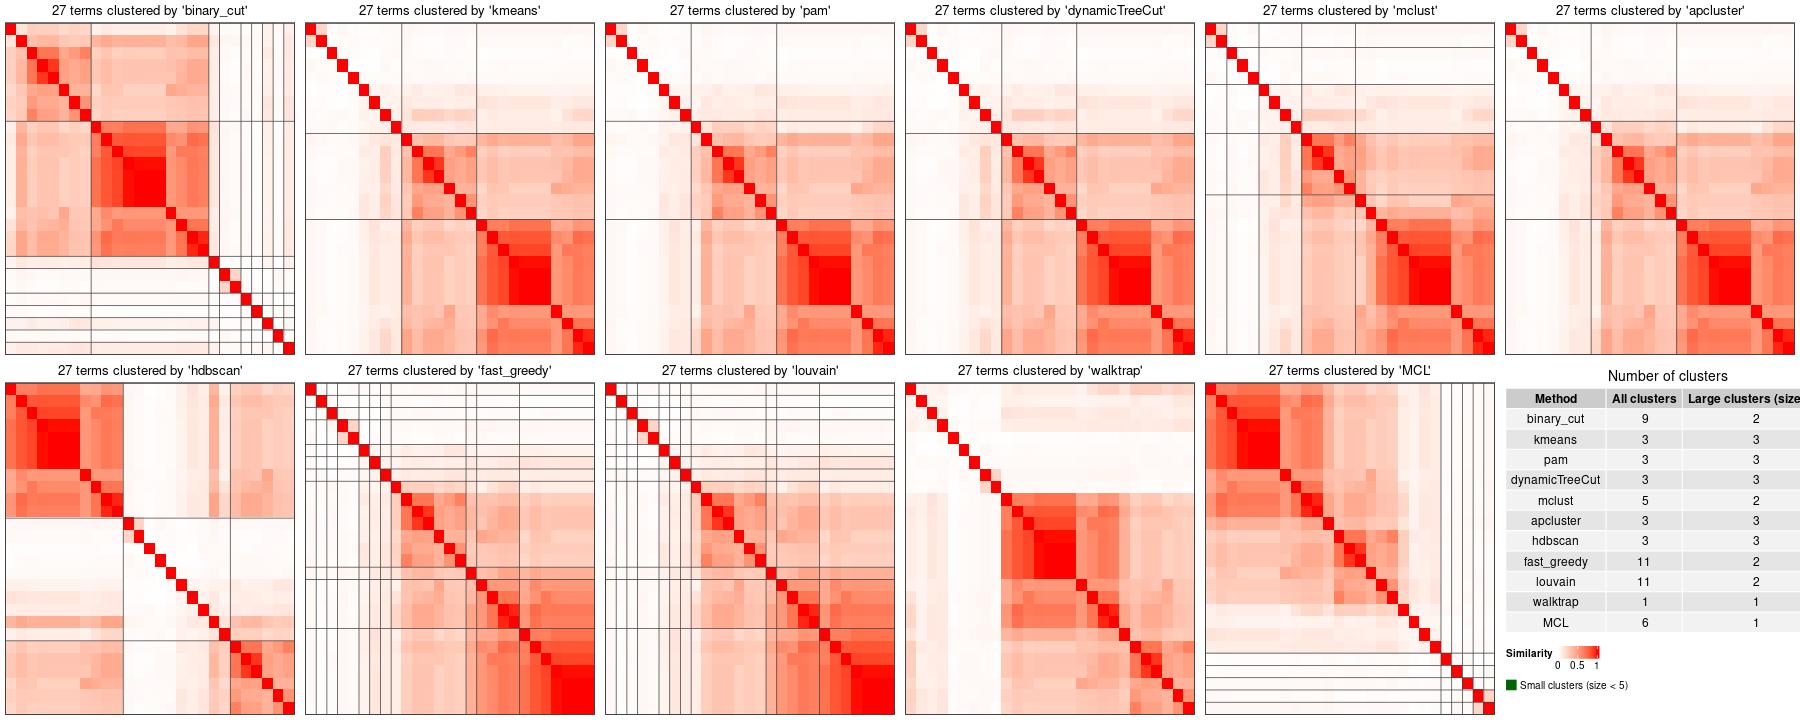 27 terms clustered by 'binary_cut'
27 terms clustered by 'kmeans'
27 terms clustered by 'pam'
27 terms clustered by 'dynamicTreeCut'
27 terms clustered by 'mclust'
27 terms clustered by 'apcluster'
27 terms clustered by 'hdbscan'
27 terms clustered by 'fast_greedy'
27 terms clustered by 'louvain'
27 terms clustered by 'walktrap'
27 terms clustered by 'MCL'
Number of clusters
Method All clusters Large clusters (size
binary_cut 9 2
kmeans 3 3
pam 3 3
dynamicTreeCut 3 3
mclust 5 2
apcluster 3 3
hdbscan 3 3
fast_greedy 11 2
louvain 11 2
walktrap 1 1
MCL 6 1
Similarity
0 0.5 1
Small clusters (size < 5)